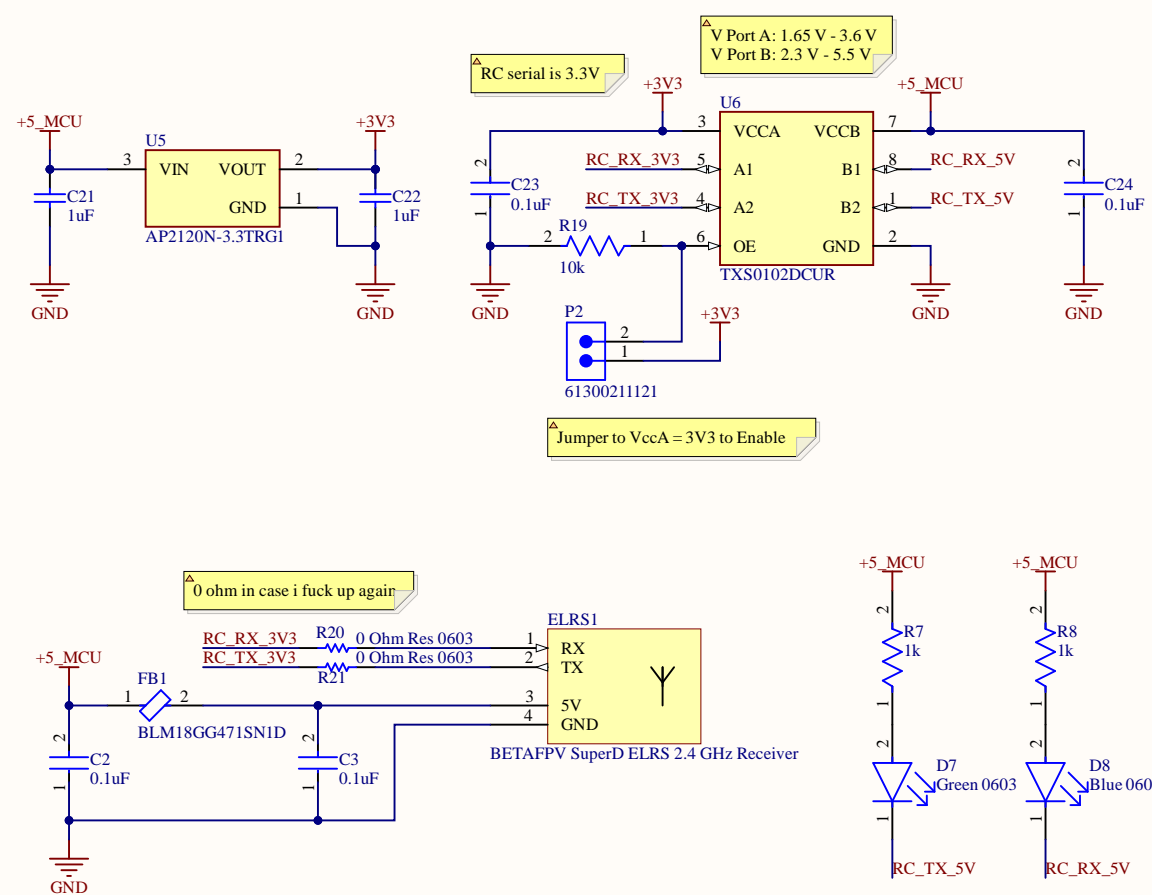 V Port A: 1.65 V - 3.6 V
V Port B: 2.3 V - 5.5 V
RC serial is 3.3V
+5_MCU
U5
3
VIN
VOUT
2
GND
1
AP2120N-3.3TRG1
+3V3
C21
1uF
C22
1uF
GND
GND
+3V3
U6
+5_MCU
3
VCCA
VCCB
7
RC_RX_3V3
5
A1
B1
8
RC_RX_5V
RC_TX_3V3
4
A2
B2
1
RC_TX_5V
6
OE
GND
2
TXS0102DCUR
2
C23
0.1uF
1
R19
2
1
10k
2
C24
0.1uF
1
GND
GND
GND
P2
2
1
+3V3
61300211121
Jumper to VccA = 3V3 to Enable
0 ohm in case i fuck up again
ELRS1
RC_RX_3V3
R20
0 Ohm Res 0603
1
RX
RC_TX_3V3
R21
0 Ohm Res 0603
2
TX
+5_MCU
FB1
1
2
BLM18GG471SN1D
3
5V
4
GND
BETAFPV SuperD ELRS 2.4 GHz Receiver
2
C2
0.1uF
1
2
C3
0.1uF
1
GND
+5_MCU
2
R7
1k
1
2
D7
Green 0603
1
RC_TX_5V
+5_MCU
2
R8
1k
1
2
D8
Blue 060
1
RC_RX_5V